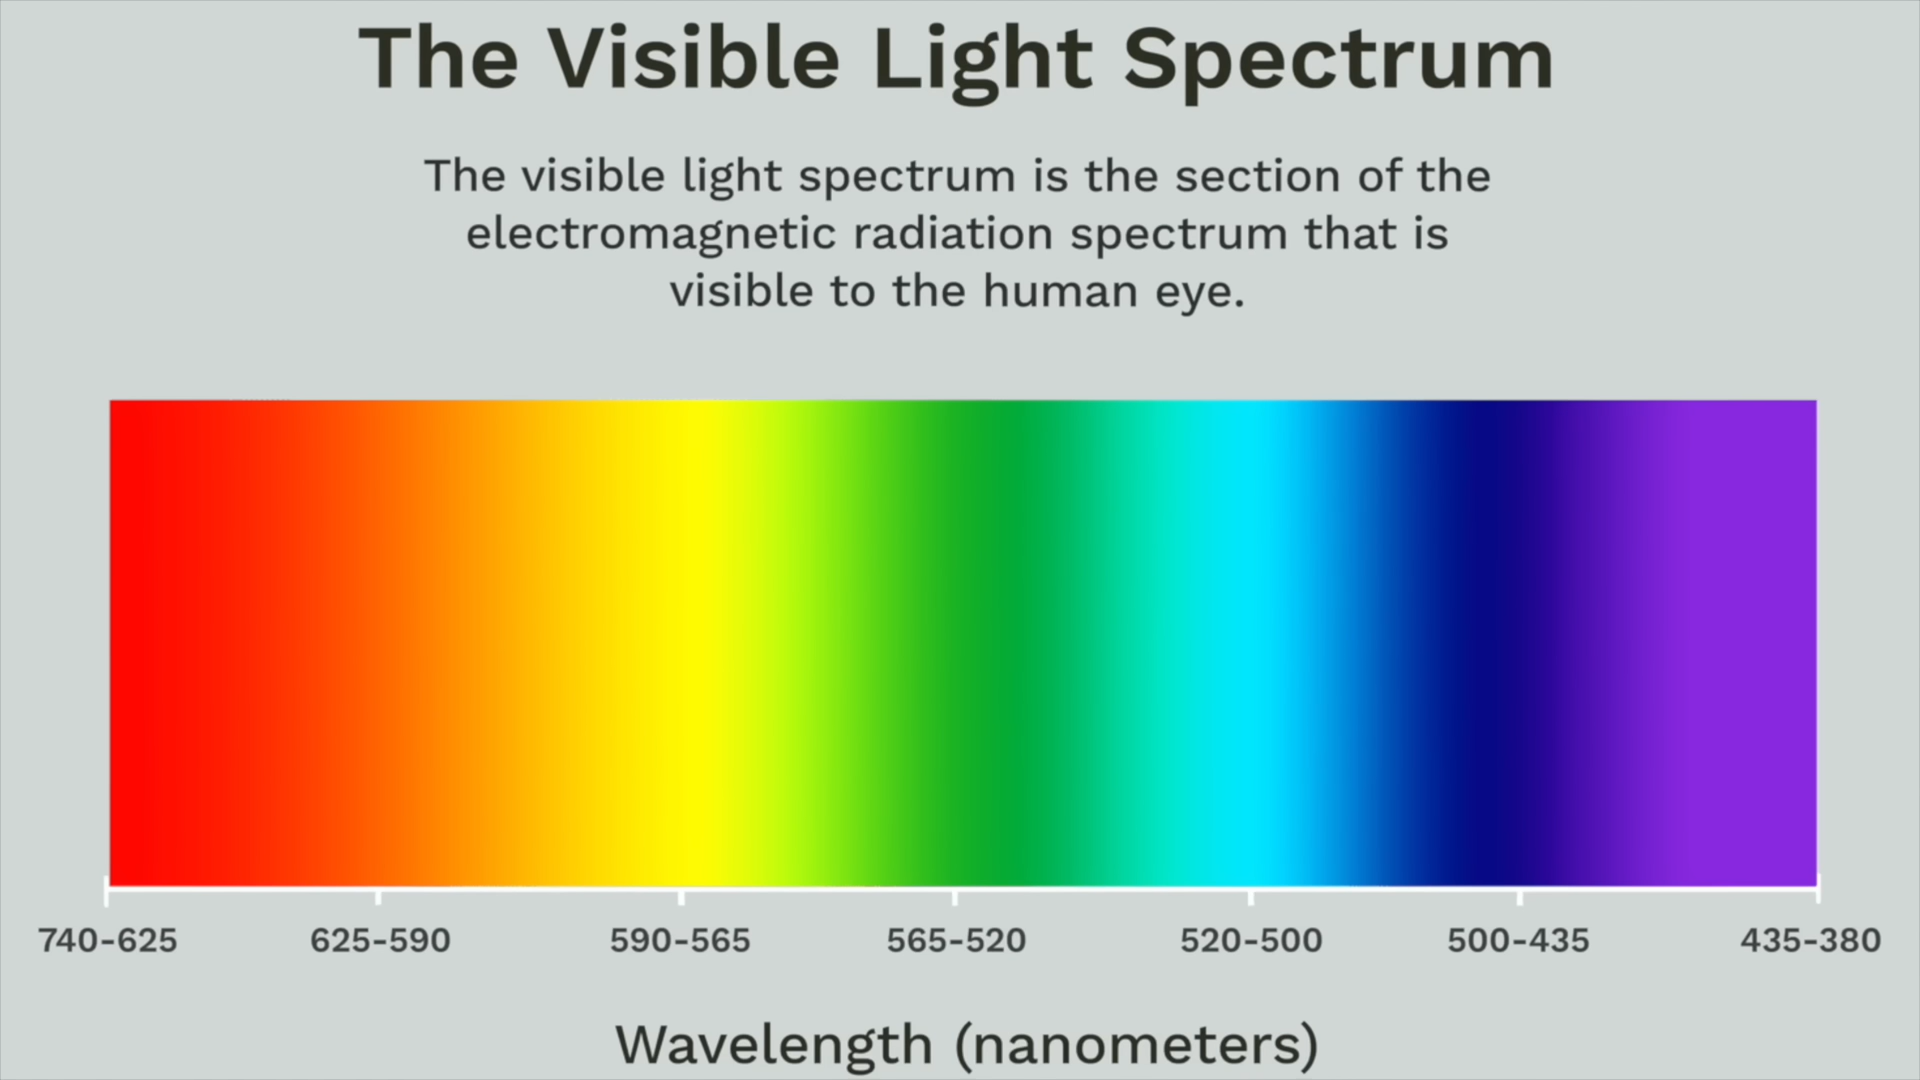 The Visible Light Spectrum
The visible light spectrum is the section of the
electromagnetic radiation spectrum that is
visible to the human eye.
740-625 625-590 590-565 565-520 520-500 500-435 435-380
Wavelength (nanometers)